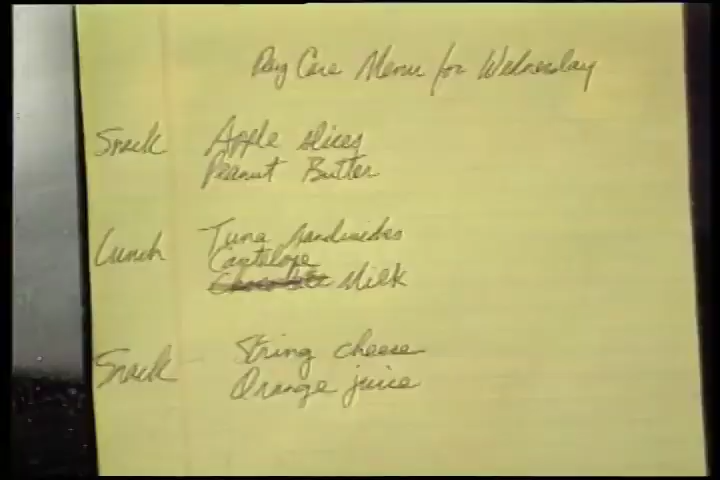 Day Care Menu for Wednesday
Snack Apple slices
Peanut Butter
Lunch Tuna sandwiches
Cantalope
Chocolate Milk
Snack String cheese
Orange juice